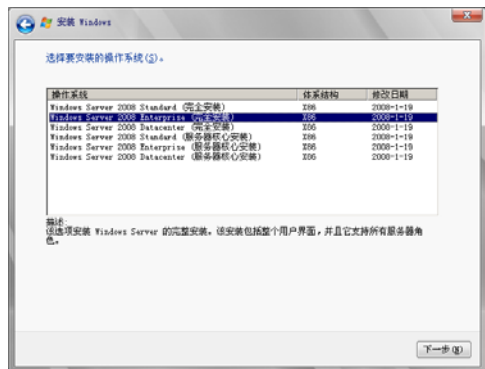 安装 Windows
选择要安装的操作系统(S)。
操作系统 体系结构 修改日期
Windows Server 2008 Standard (完全安装) X86 2008-1-19
Windows Server 2008 Enterprise (完全安装) X86 2008-1-19
Windows Server 2008 Datacenter (完全安装) X86 2008-1-19
Windows Server 2008 Standard (服务器核心安装) X86 2008-1-19
Windows Server 2008 Enterprise (服务器核心安装) X86 2008-1-19
Windows Server 2008 Datacenter (服务器核心安装) X86 2008-1-19
描述:
该选项安装 Windows Server 的完整安装。该安装包括整个用户界面，并且它支持所有服务器角
色。
下一步(N)